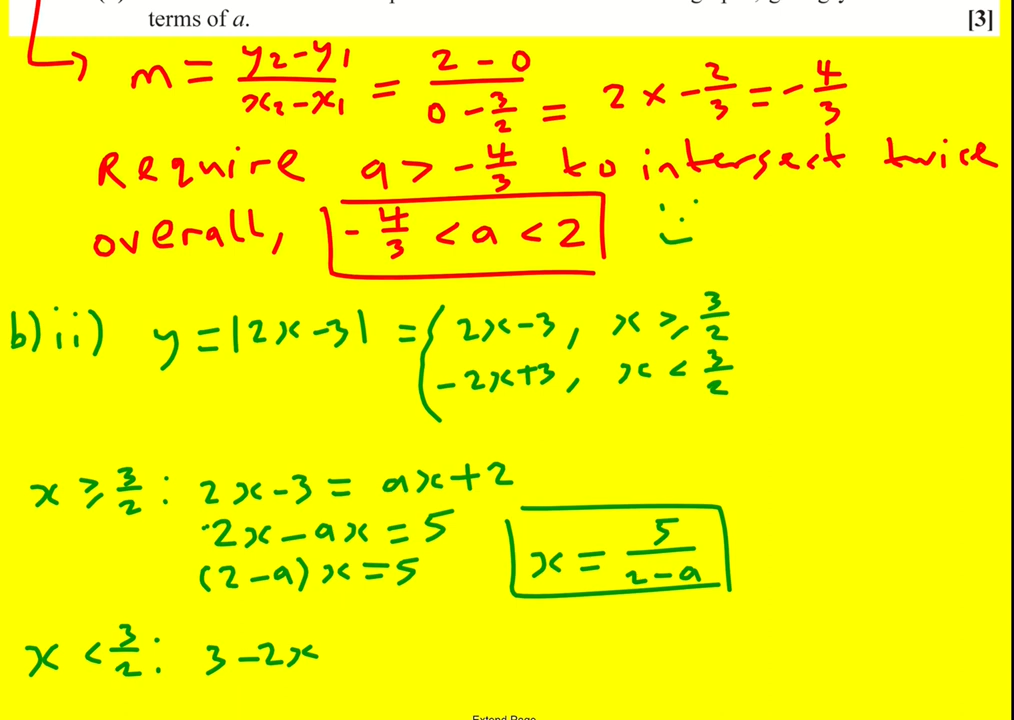 terms of a. [3]
m = y₂-y₁/x₂-x₁ = 2-0/0-3/2 = 2 × -2/3 = -4/3
Require a > -4/3 to intersect twice
overall, -4/3 < a < 2
b)ii) y = |2x-3| = { 2x-3, x ≥ 3/2
-2x+3, x < 3/2
x ≥ 3/2 : 2x-3 = ax+2
2x-ax = 5
(2-a)x = 5 x = 5/2-a
x < 3/2 : 3-2x